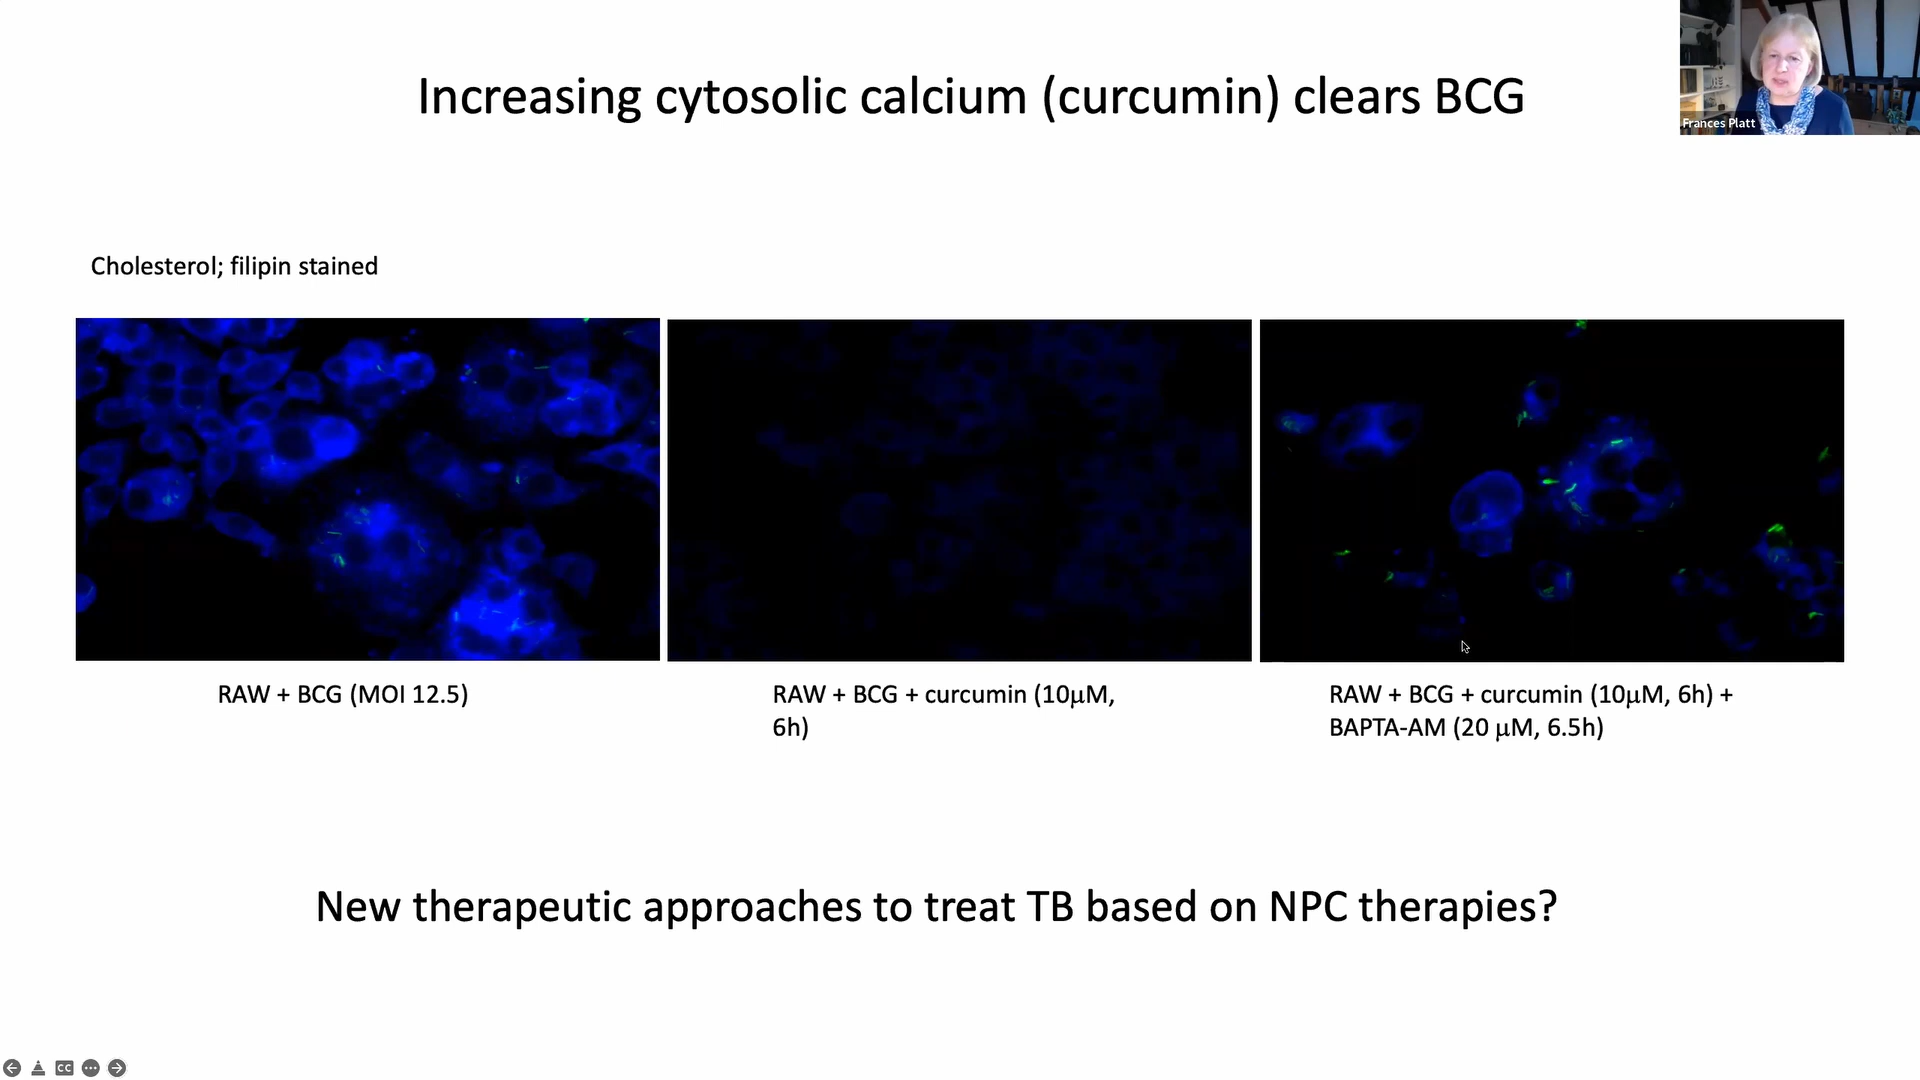 Increasing cytosolic calcium (curcumin) clears BCG
Frances Platt
Cholesterol; filipin stained
RAW + BCG (MOI 12.5)
RAW + BCG + curcumin (10μM,
6h)
RAW + BCG + curcumin (10μM, 6h) +
BAPTA-AM (20 μM, 6.5h)
New therapeutic approaches to treat TB based on NPC therapies?
CC